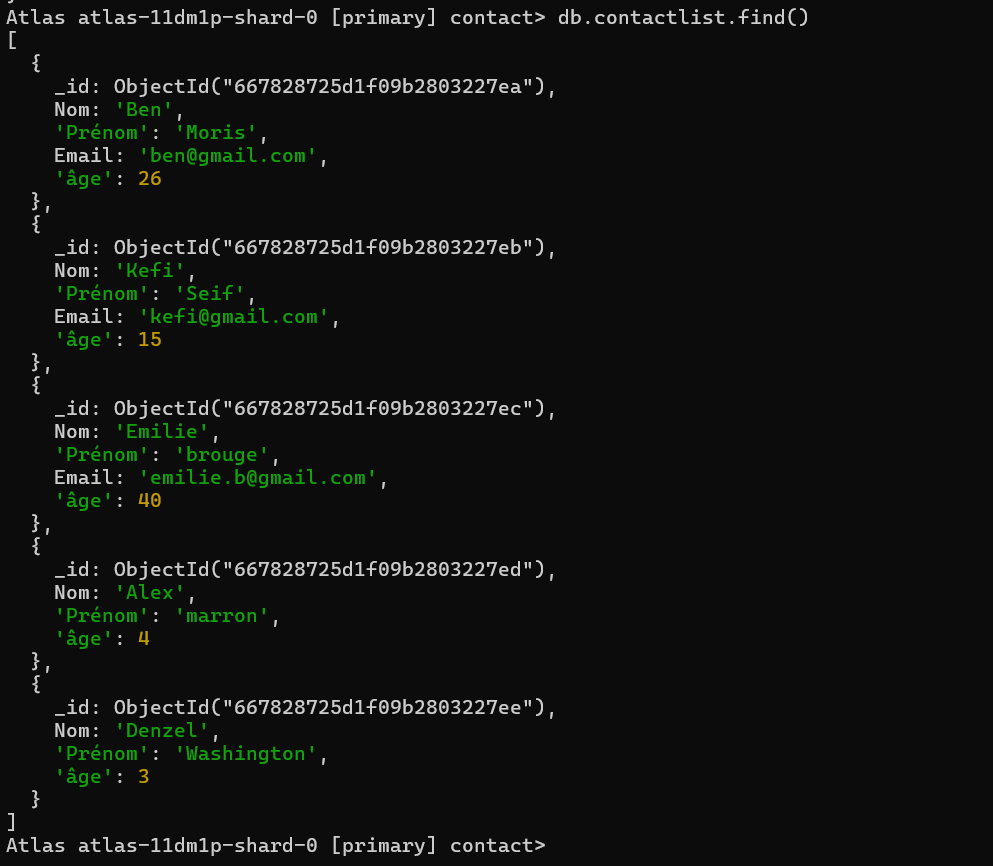 Atlas atlas-11dm1p-shard-0 [primary] contact> db.contactlist.find()
[
  {
    _id: ObjectId("667828725d1f09b2803227ea"),
    Nom: 'Ben',
    'Prénom': 'Moris',
    Email: 'ben@gmail.com',
    'âge': 26
  },
  {
    _id: ObjectId("667828725d1f09b2803227eb"),
    Nom: 'Kefi',
    'Prénom': 'Seif',
    Email: 'kefi@gmail.com',
    'âge': 15
  },
  {
    _id: ObjectId("667828725d1f09b2803227ec"),
    Nom: 'Emilie',
    'Prénom': 'brouge',
    Email: 'emilie.b@gmail.com',
    'âge': 40
  },
  {
    _id: ObjectId("667828725d1f09b2803227ed"),
    Nom: 'Alex',
    'Prénom': 'marron',
    'âge': 4
  },
  {
    _id: ObjectId("667828725d1f09b2803227ee"),
    Nom: 'Denzel',
    'Prénom': 'Washington',
    'âge': 3
  }
]
Atlas atlas-11dm1p-shard-0 [primary] contact>